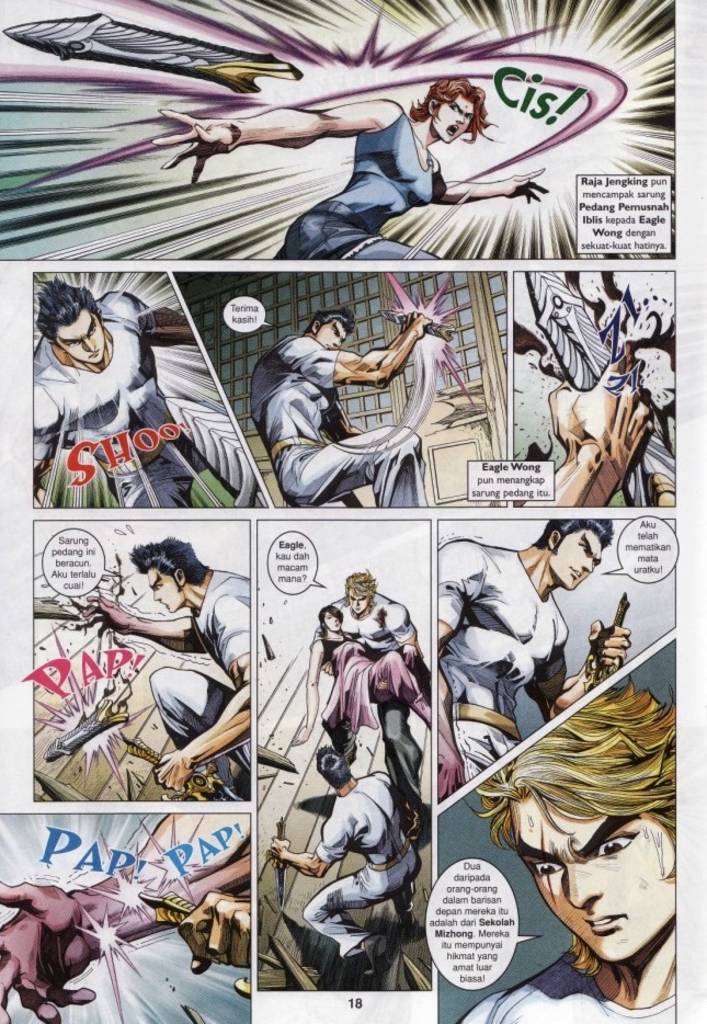 Cis!
Raja Jengking pun
mencampak sarung
Pedang Pemusnah
Iblis kepada Eagle
Wong dengan
sekuat-kuat hatinya.
SHOO!
Terima
kasih!
Eagle Wong
pun menangkap
sarung pedang itu.
ZZ
ZZ
Sarung
pedang ini
beracun.
Aku terlalu
cuai!
PAP!
PAP! PAP!
Eagle,
kau dah
macam
mana?
Aku
telah
mematikan
mata
uratku!
Dua
daripada
orang-orang
dalam barisan
depan mereka itu
adalah dari Sekolah
Mizhong. Mereka
itu mempunyai
hikmat yang
amat luar
biasa!
18